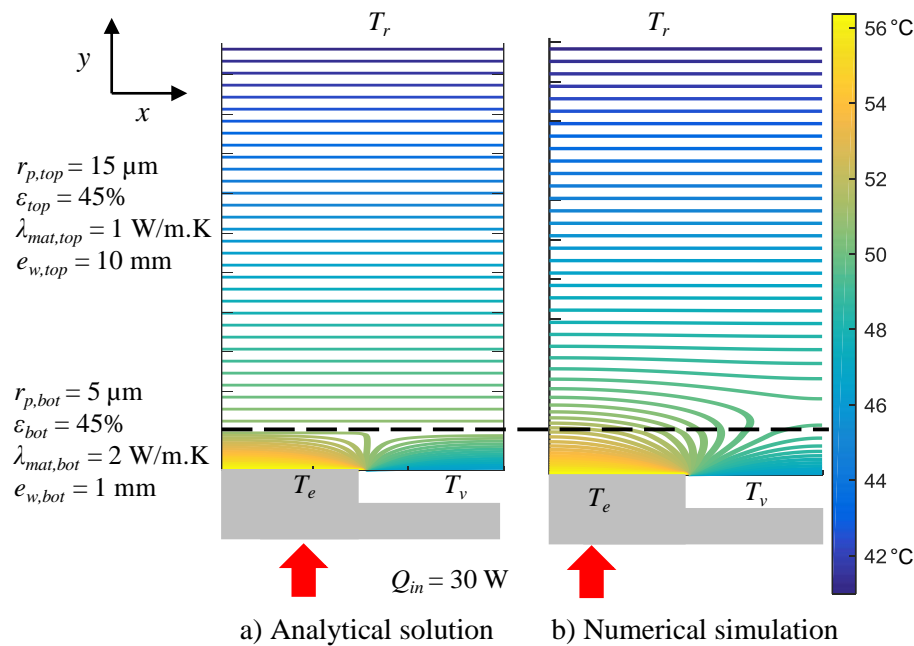 T_r
T_r
y
x
r_p,top = 15 µm
ε_top = 45%
λ_mat,top = 1 W/m.K
e_w,top = 10 mm
r_p,bot = 5 µm
ε_bot = 45%
λ_mat,bot = 2 W/m.K
e_w,bot = 1 mm
T_e
T_v
T_e
T_v
Q_in = 30 W
56 °C
54
52
50
48
46
44
42 °C
a) Analytical solution
b) Numerical simulation